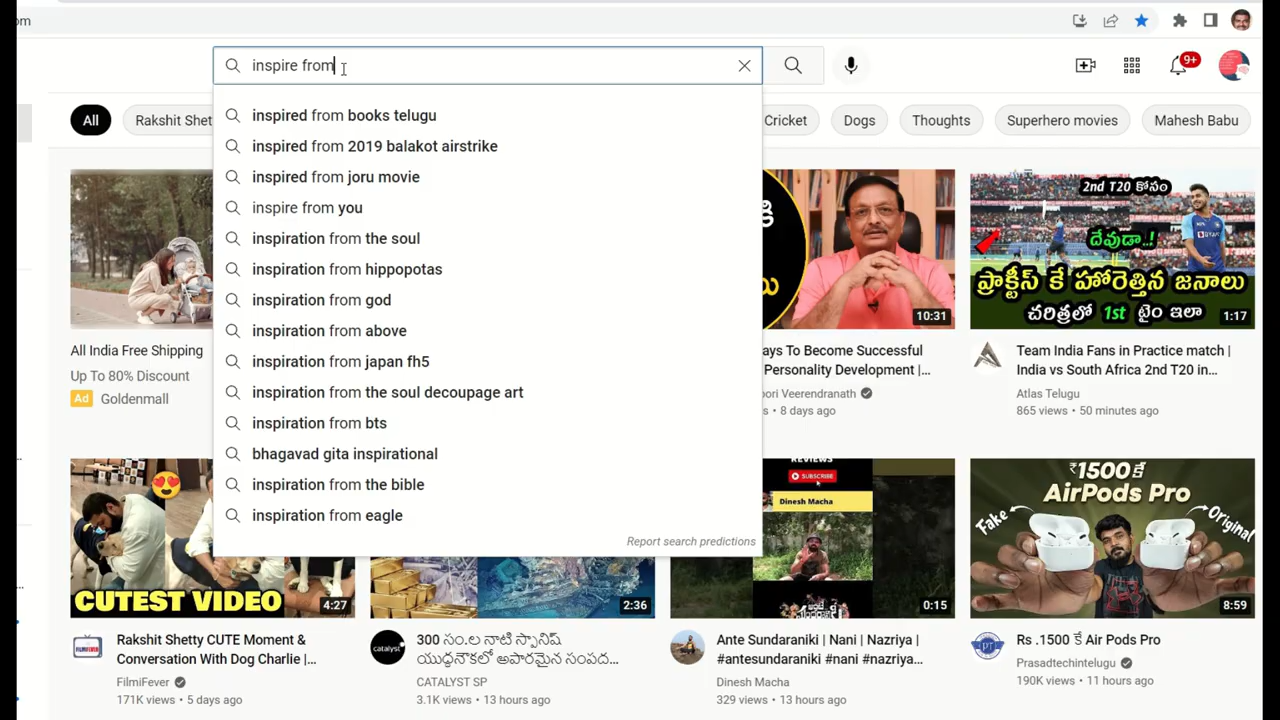 om
inspire from
9+
inspired from books telugu
inspired from 2019 balakot airstrike
inspired from joru movie
inspire from you
inspiration from the soul
inspiration from hippopotas
inspiration from god
inspiration from above
inspiration from japan fh5
inspiration from the soul decoupage art
inspiration from bts
bhagavad gita inspirational
inspiration from the bible
inspiration from eagle
Report search predictions
All
Rakshit Shet
Cricket
Dogs
Thoughts
Superhero movies
Mahesh Babu
All India Free Shipping
Up To 80% Discount
Ad Goldenmall
10:31
ays To Become Successful
Personality Development |...
oori Veerendranath
s • 8 days ago
2nd T20 కోసం
దేవుడా..!
ప్రాక్టీస్ కే హోరెత్తిన జనాలు
చరిత్రలో 1st టైం ఇలా
1:17
Team India Fans in Practice match |
India vs South Africa 2nd T20 in...
Atlas Telugu
865 views • 50 minutes ago
CUTEST VIDEO
4:27
Rakshit Shetty CUTE Moment &
Conversation With Dog Charlie |...
FilmiFever
171K views • 5 days ago
2:36
catalyst
300 సం.ల నాటి స్పానిష్
యుద్ధనౌకలో అపారమైన సంపద...
CATALYST SP
3.1K views • 13 hours ago
REVIEWS
SUBSCRIBE
Dinesh Macha
0:15
Ante Sundaraniki | Nani | Nazriya |
#antesundaraniki #nani #nazriya...
Dinesh Macha
329 views • 13 hours ago
₹1500 కే
AirPods Pro
Fake
Original
8:59
Rs .1500 కే Air Pods Pro
Prasadtechintelugu
190K views • 11 hours ago